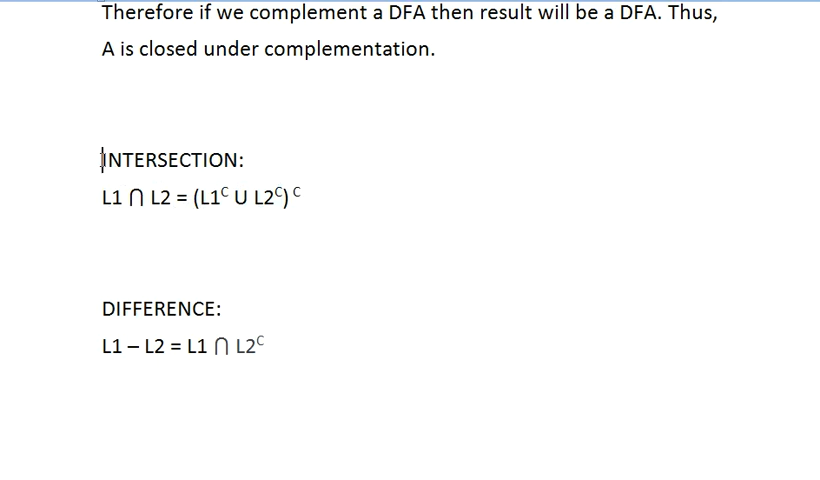 Therefore if we complement a DFA then result will be a DFA. Thus,
A is closed under complementation.
INTERSECTION:
L1 ⋂ L2 = (L1ᶜ U L2ᶜ) ᶜ
DIFFERENCE:
L1 – L2 = L1 ⋂ L2ᶜ